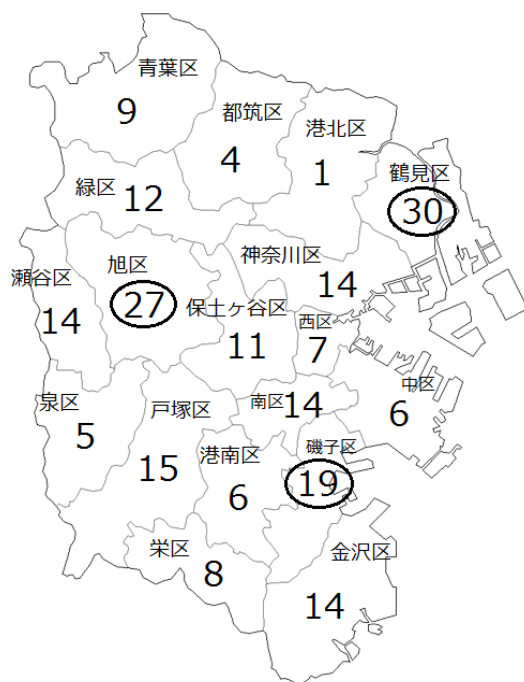 青葉区
9
都筑区
4
港北区
1
鶴見区
30
緑区
12
神奈川区
14
旭区
27
瀬谷区
14
保土ヶ谷区
11
西区
7
中区
6
南区
14
泉区
5
戸塚区
15
港南区
6
磯子区
19
栄区
8
金沢区
14